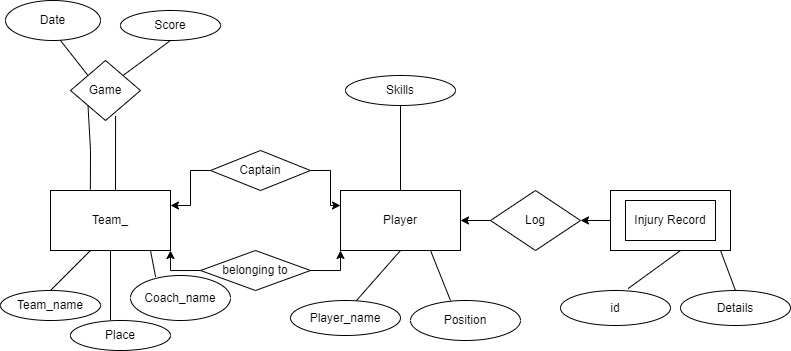 Date
Score
Game
Skills
Captain
Team_
Player
Log
Injury Record
belonging to
Team_name
Coach_name
Place
Player_name
Position
id
Details